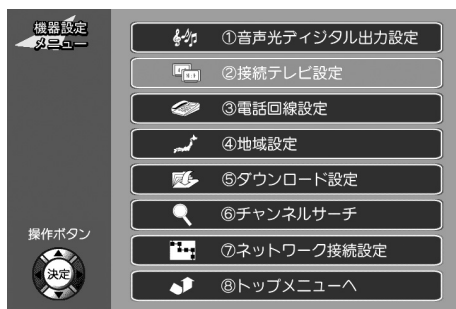 機器設定
メニュー
①音声光ディジタル出力設定
②接続テレビ設定
③電話回線設定
④地域設定
⑤ダウンロード設定
⑥チャンネルサーチ
⑦ネットワーク接続設定
⑧トップメニューへ
操作ボタン
決定